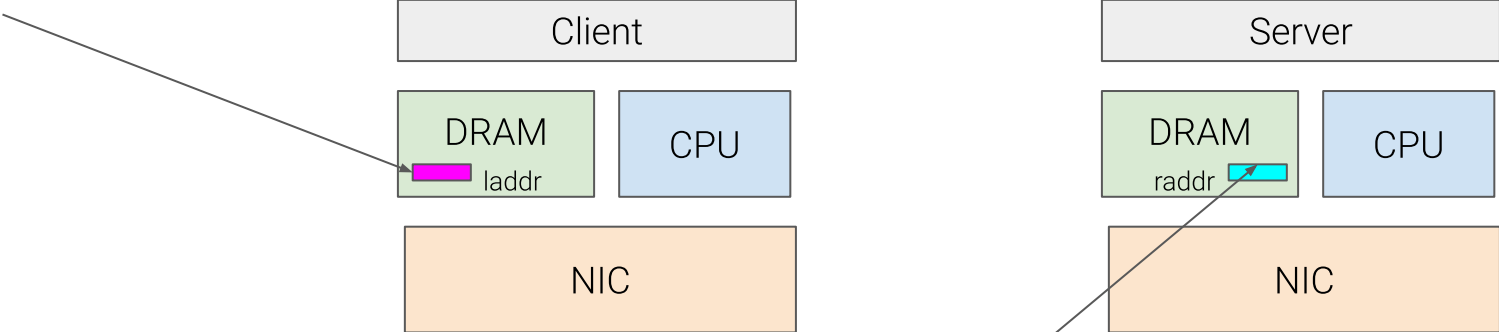 Client
Server
DRAM
CPU
laddr
NIC
DRAM
CPU
raddr
NIC